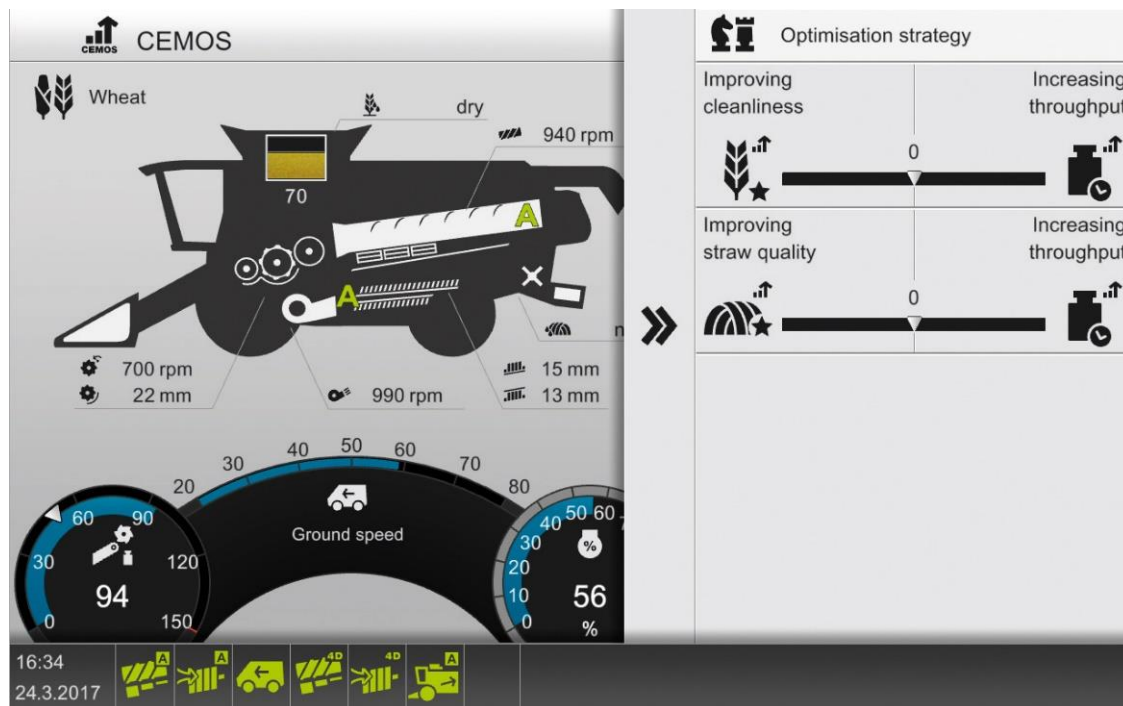 CEMOS
CEMOS
Wheat
dry
940 rpm
70
A
A
n
700 rpm
22 mm
990 rpm
15 mm
13 mm
Optimisation strategy
Improving
cleanliness
Increasing
throughput
0
Improving
straw quality
Increasing
throughput
0
20
30
40
50
60
70
80
Ground speed
0
30
60
90
120
150
94
0
10
20
30
40
50
60
%
56
%
16:34
24.3.2017
A
A
4D
4D
A